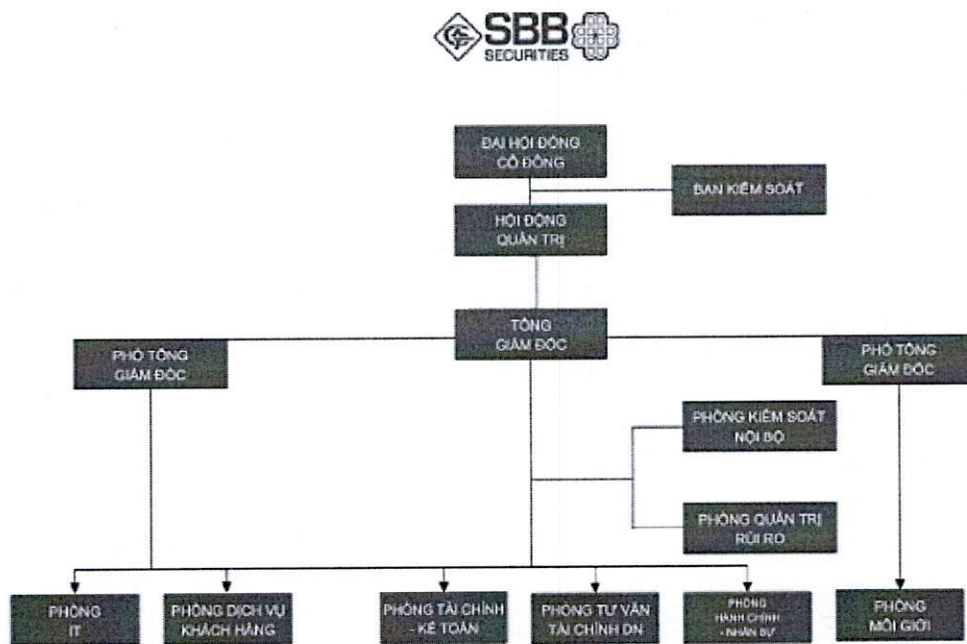 SBB
SECURITIES
ĐẠI HỘI ĐỒNG
CỔ ĐÔNG
BAN KIỂM SOÁT
HỘI ĐỒNG
QUẢN TRỊ
TỔNG
GIÁM ĐỐC
PHÓ TỔNG
GIÁM ĐỐC
PHÓ TỔNG
GIÁM ĐỐC
PHÒNG KIỂM SOÁT
NỘI BỘ
PHÒNG QUẢN TRỊ
RỦI RO
PHÒNG
IT
PHÒNG DỊCH VỤ
KHÁCH HÀNG
PHÒNG TÀI CHÍNH
- KẾ TOÁN
PHÒNG TƯ VẤN
TÀI CHÍNH DN
PHÒNG
HÀNH CHÍNH
- NHÂN SỰ
PHÒNG
MÔI GIỚI